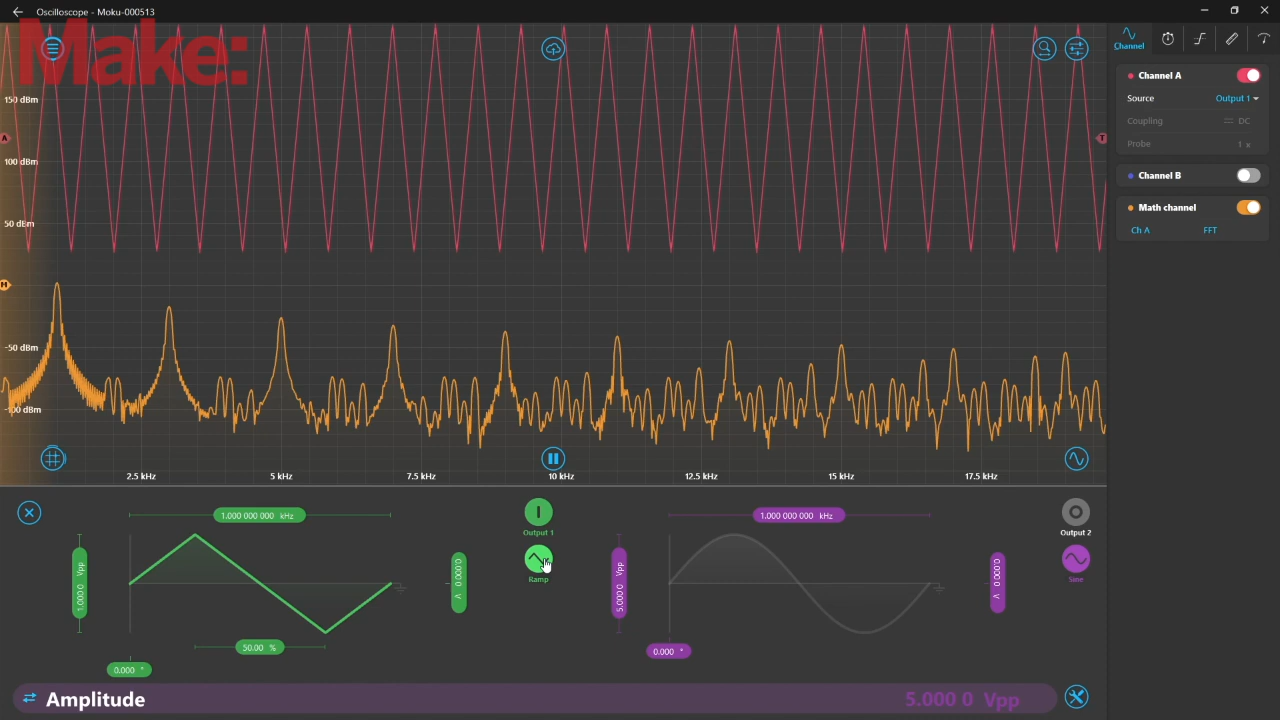 Oscilloscope - Moku-000513
Make:
Channel
Channel A
Source Output 1
Coupling DC
Probe 1 x
Channel B
Math channel
Ch A FFT
150 dBm
A
T
100 dBm
50 dBm
M
-50 dBm
-100 dBm
2.5 kHz 5 kHz 7.5 kHz 10 kHz 12.5 kHz 15 kHz 17.5 kHz
1.000 000 000 kHz
1.000 0 Vpp
0.000 0 V
50.00 %
0.000 °
Output 1
Ramp
1.000 000 000 kHz
5.000 0 Vpp
0.000 0 V
0.000 °
Output 2
Sine
Amplitude 5.000 0 Vpp